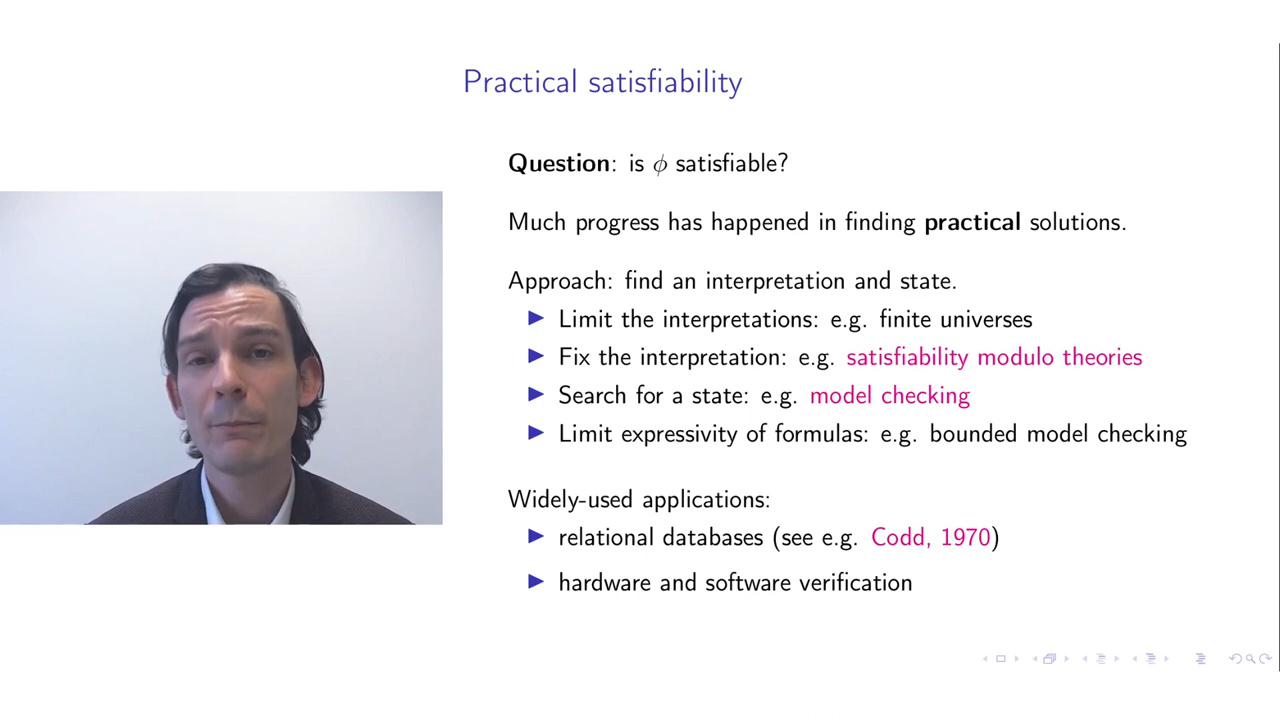 Practical satisfiability
Question: is ϕ satisfiable?
Much progress has happened in finding practical solutions.
Approach: find an interpretation and state.
▶ Limit the interpretations: e.g. finite universes
▶ Fix the interpretation: e.g. satisfiability modulo theories
▶ Search for a state: e.g. model checking
▶ Limit expressivity of formulas: e.g. bounded model checking
Widely-used applications:
▶ relational databases (see e.g. Codd, 1970)
▶ hardware and software verification